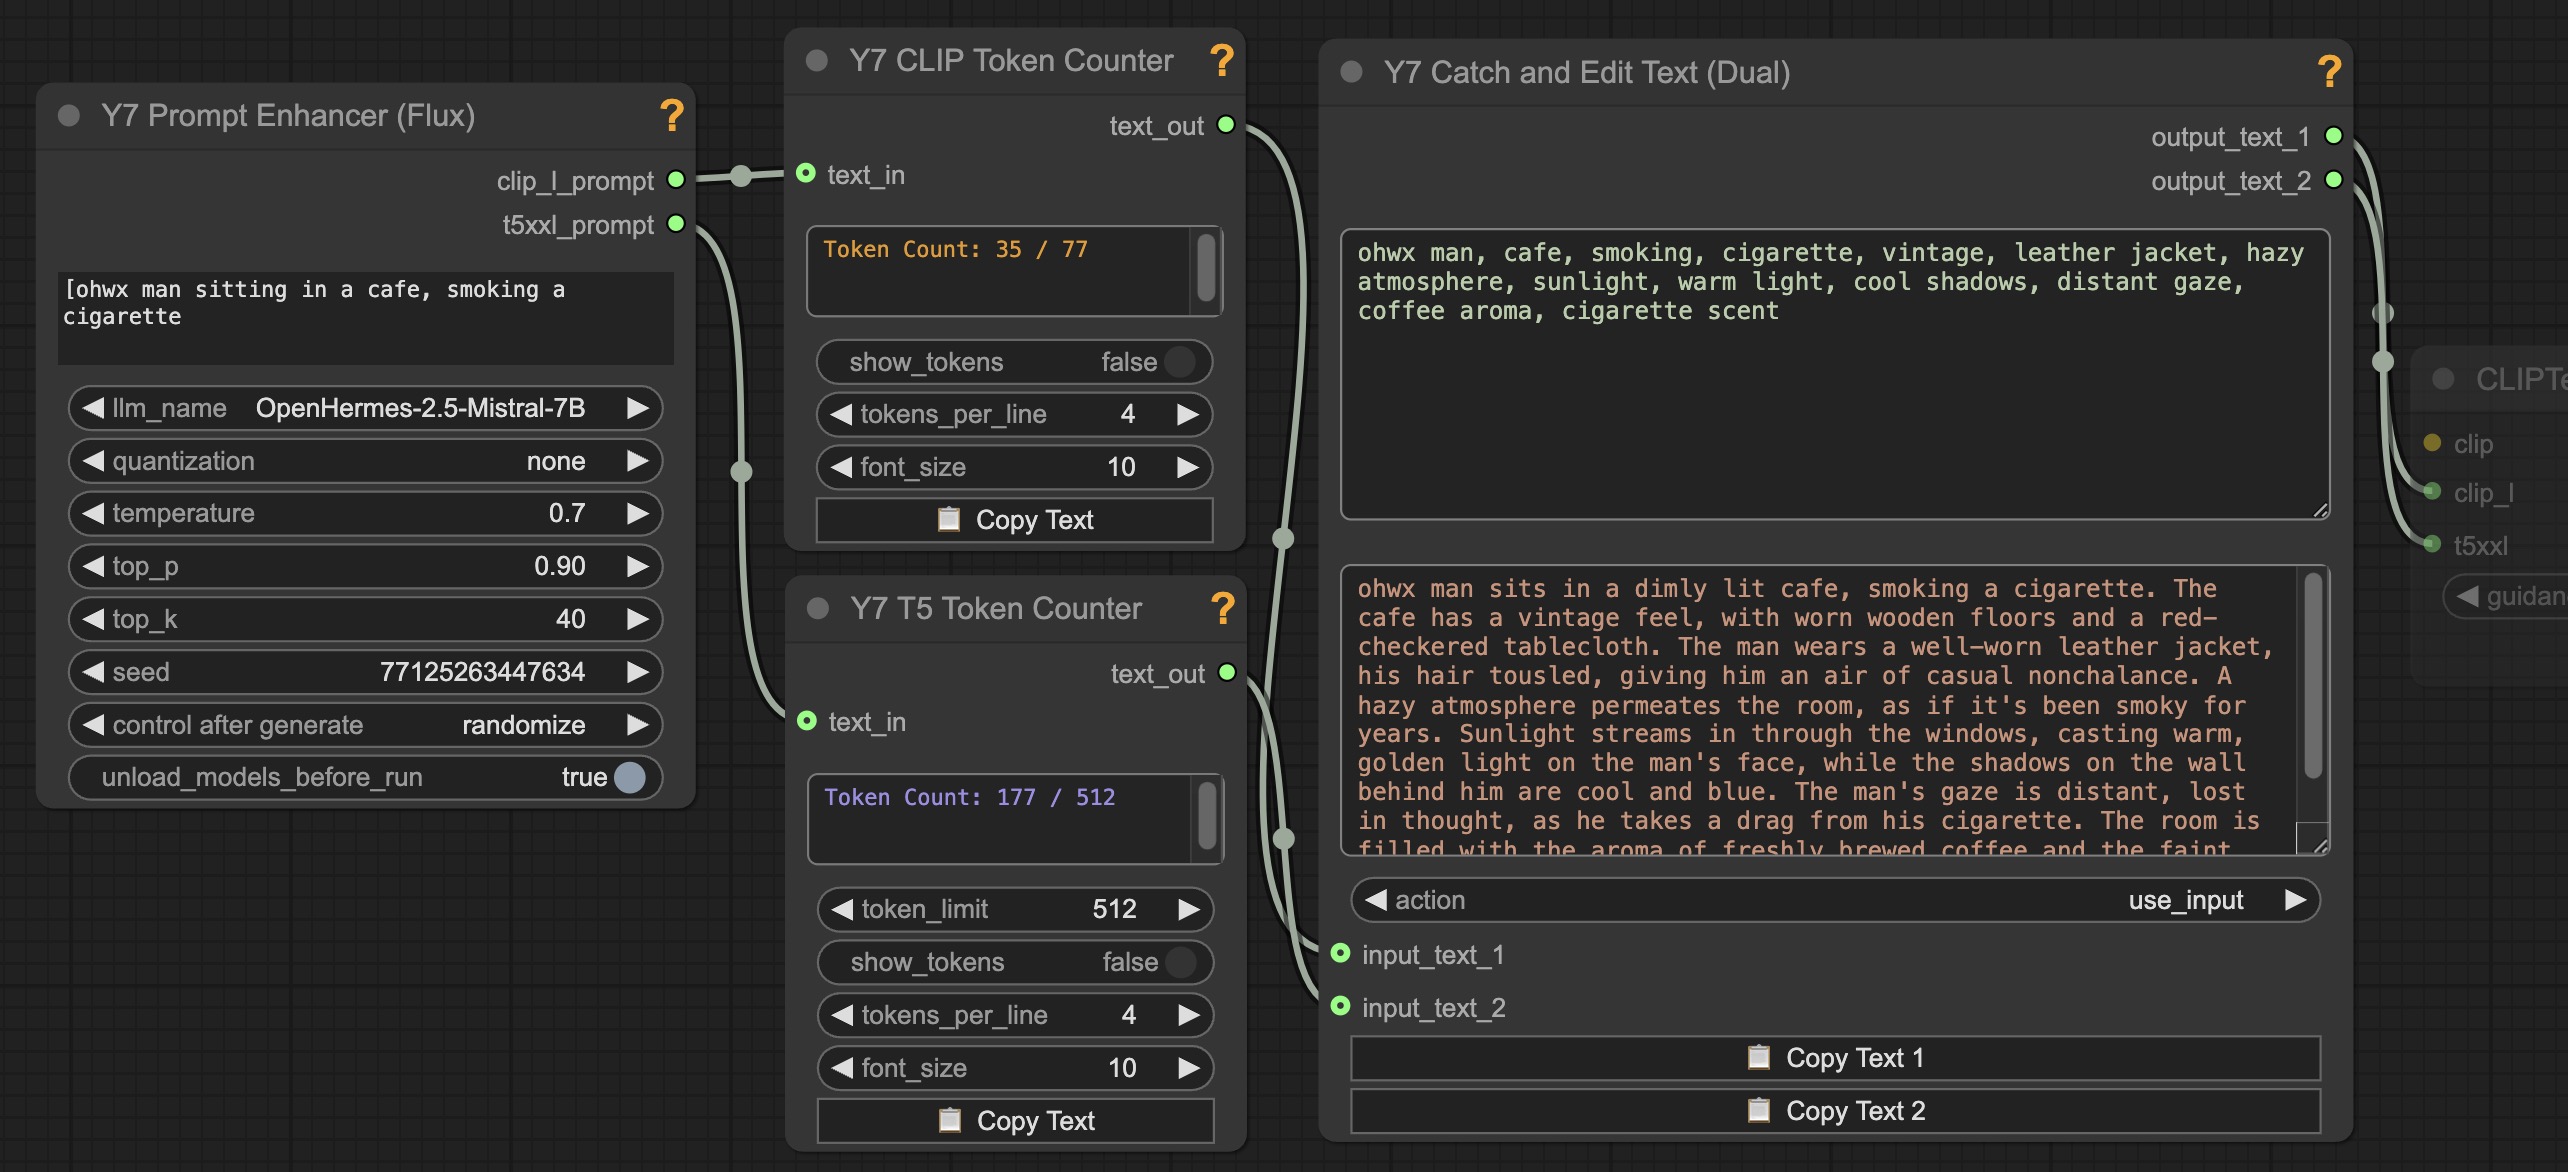 Y7 Prompt Enhancer (Flux) ?
clip_l_prompt
t5xxl_prompt
[ohwx man sitting in a cafe, smoking a
cigarette
llm_name OpenHermes-2.5-Mistral-7B
quantization none
temperature 0.7
top_p 0.90
top_k 40
seed 77125263447634
control after generate randomize
unload_models_before_run true
Y7 CLIP Token Counter ?
text_out
text_in
Token Count: 35 / 77
show_tokens false
tokens_per_line 4
font_size 10
Copy Text
Y7 T5 Token Counter ?
text_out
text_in
Token Count: 177 / 512
token_limit 512
show_tokens false
tokens_per_line 4
font_size 10
Copy Text
Y7 Catch and Edit Text (Dual) ?
output_text_1
output_text_2
ohwx man, cafe, smoking, cigarette, vintage, leather jacket, hazy
atmosphere, sunlight, warm light, cool shadows, distant gaze,
coffee aroma, cigarette scent
ohwx man sits in a dimly lit cafe, smoking a cigarette. The
cafe has a vintage feel, with worn wooden floors and a red-
checkered tablecloth. The man wears a well-worn leather jacket,
his hair tousled, giving him an air of casual nonchalance. A
hazy atmosphere permeates the room, as if it's been smoky for
years. Sunlight streams in through the windows, casting warm,
golden light on the man's face, while the shadows on the wall
behind him are cool and blue. The man's gaze is distant, lost
in thought, as he takes a drag from his cigarette. The room is
filled with the aroma of freshly brewed coffee and the faint
action use_input
input_text_1
input_text_2
Copy Text 1
Copy Text 2
CLIPTe
clip
clip_l
t5xxl
guidan